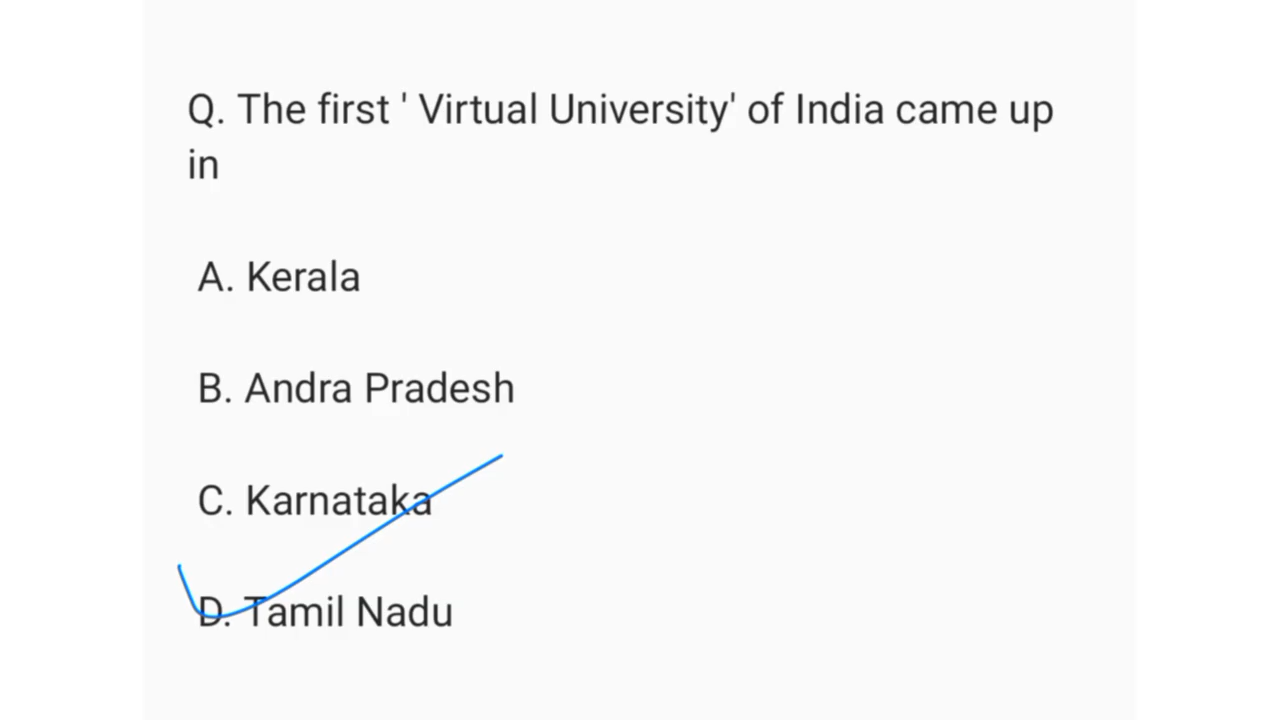 Q. The first ' Virtual University' of India came up
in
A. Kerala
B. Andra Pradesh
C. Karnataka
D. Tamil Nadu